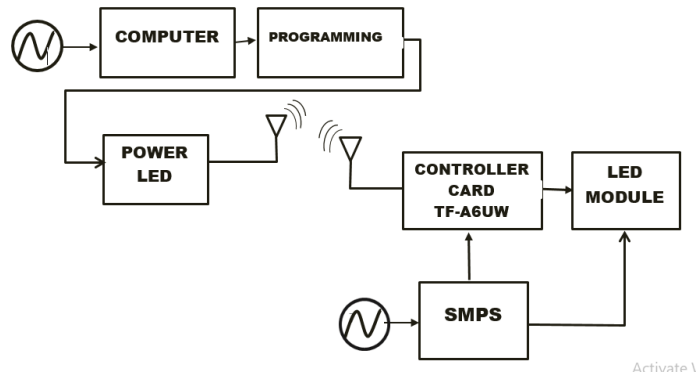 COMPUTER
PROGRAMMING
POWER
LED
CONTROLLER
CARD
TF-A6UW
LED
MODULE
SMPS
Activate